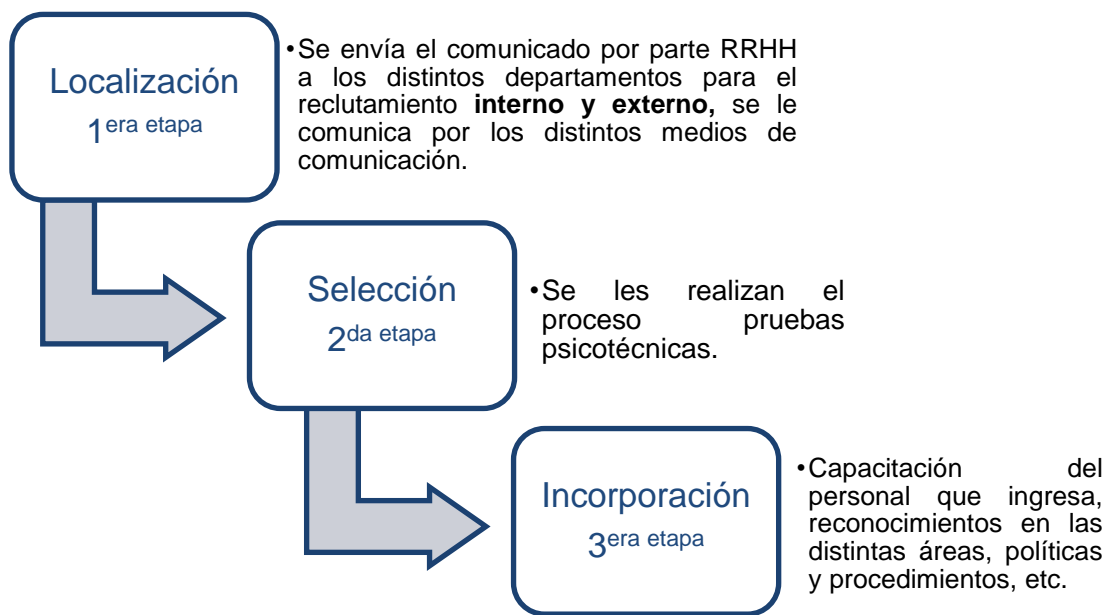 Localización
1era etapa
•Se envía el comunicado por parte RRHH
a los distintos departamentos para el
reclutamiento interno y externo, se le
comunica por los distintos medios de
comunicación.
Selección
2da etapa
•Se les realizan el
proceso pruebas
psicotécnicas.
Incorporación
3era etapa
•Capacitación del
personal que ingresa,
reconocimientos en las
distintas áreas, políticas
y procedimientos, etc.